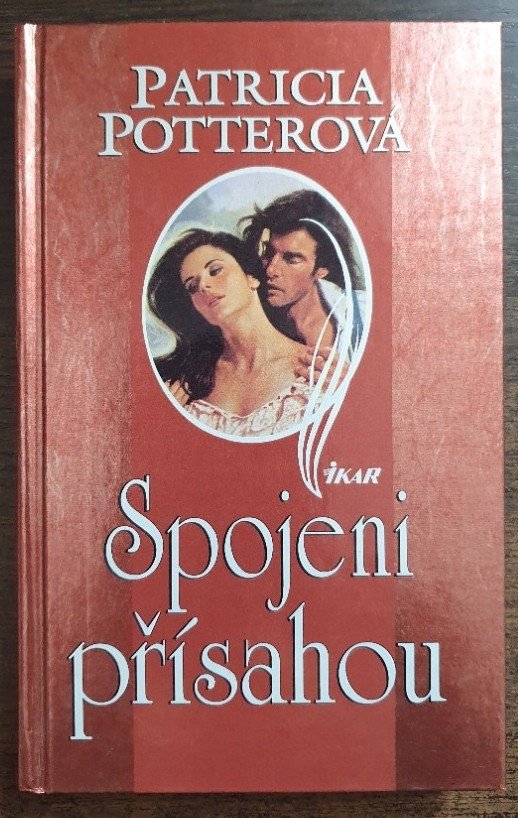 PATRICIA
POTTEROVÁ
IKAR
Spojeni
přísahou